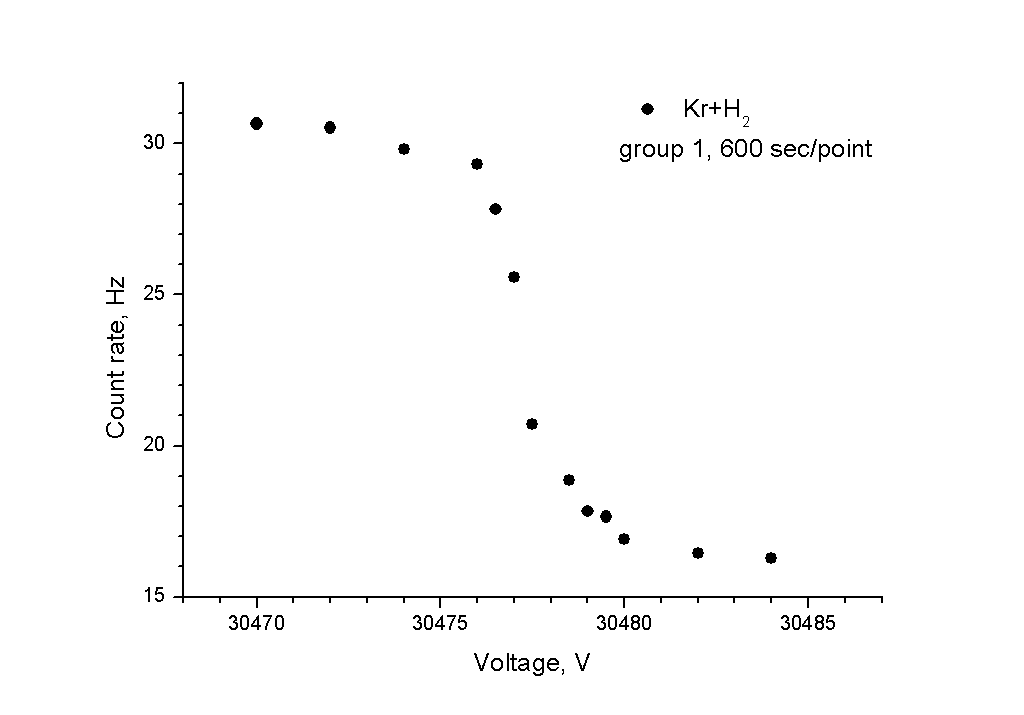 Kr+H₂
group 1, 600 sec/point
30
25
20
15
Count rate, Hz
30470 30475 30480 30485
Voltage, V